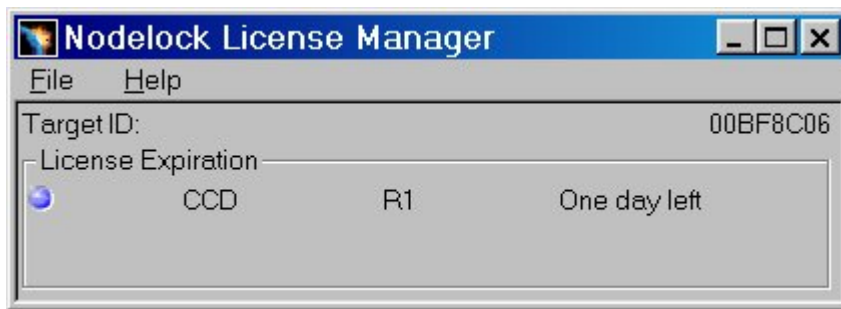 Nodelock License Manager
File Help
Target ID: 00BF8C06
License Expiration
CCD R1 One day left